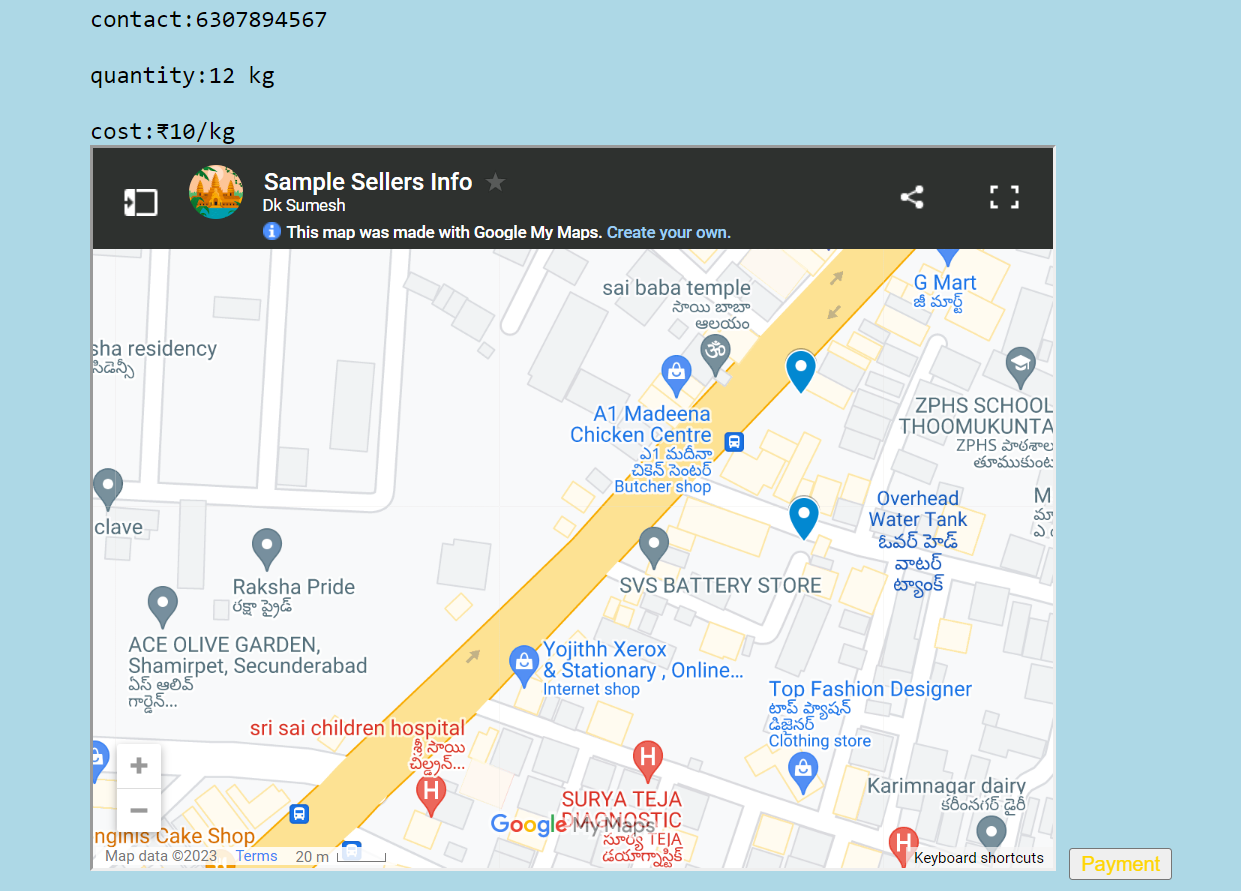 contact:6307894567
quantity:12 kg
cost:₹10/kg
Sample Sellers Info
Dk Sumesh
This map was made with Google My Maps. Create your own.
G Mart
జీ మార్ట్
sai baba temple
సాయి బాబా
ఆలయం
sha residency
సిడెన్సీ
A1 Madeena
Chicken Centre
ఎ1 మదీనా
చికెన్ సెంటర్
Butcher shop
ZPHS SCHOOL
THOOMUKUNTA
ZPHS పాఠశాల
తూముకుంట
clave
Overhead
Water Tank
ఓవర్ హెడ్
వాటర్
ట్యాంక్
M
Raksha Pride
రక్షా ప్రైడ్
SVS BATTERY STORE
ACE OLIVE GARDEN,
Shamirpet, Secunderabad
ఏస్ ఆలివ్
గార్డెన్...
Yojithh Xerox
& Stationary , Online...
Internet shop
Top Fashion Designer
టాప్ ఫ్యాషన్
డిజైనర్
Clothing store
sri sai children hospital
శ్రీ సాయి
చిల్డ్రన్...
SURYA TEJA
DIAGNOSTIC
సూర్య TEJA
డయాగ్నొస్టిక్
Karimnagar dairy
కరీంనగర్ డైరీ
nginis Cake Shop
Google My Maps
Map data ©2023
Terms
20 m
Keyboard shortcuts
Payment